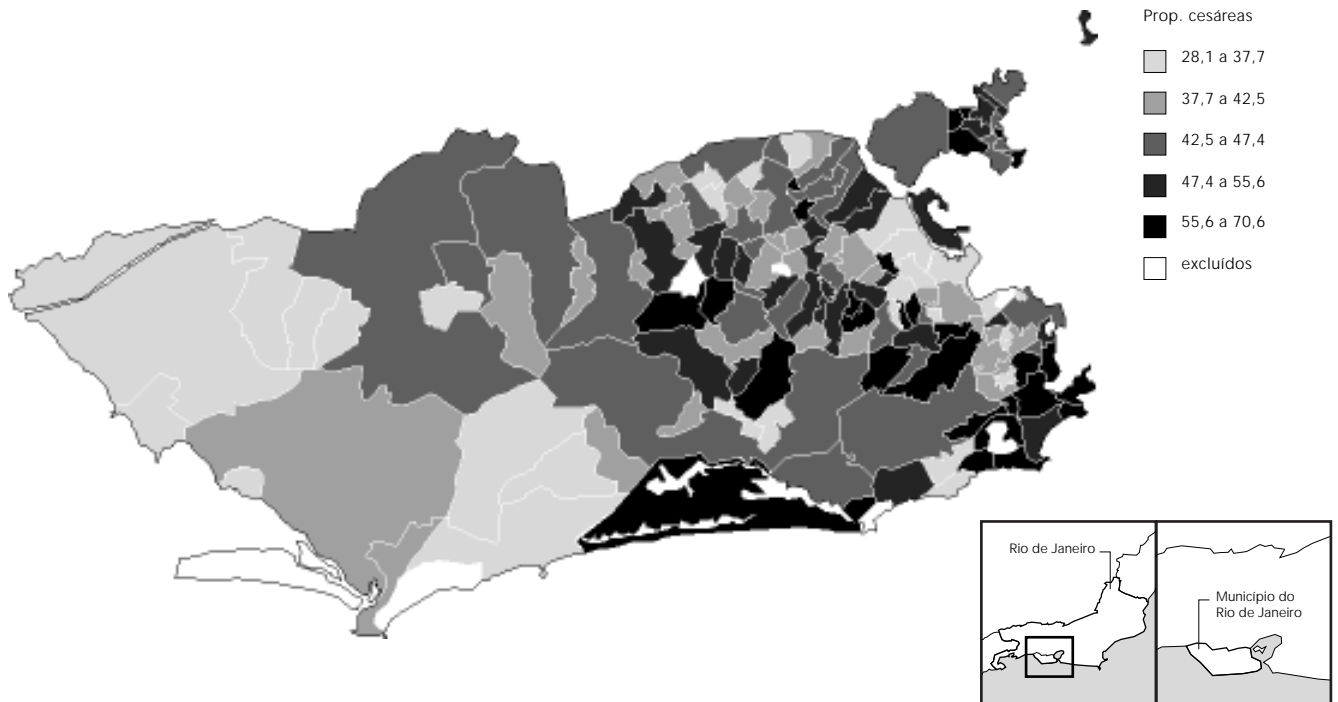 Prop. cesáreas
28,1 a 37,7
37,7 a 42,5
42,5 a 47,4
47,4 a 55,6
55,6 a 70,6
excluídos
Rio de Janeiro
Município do
Rio de Janeiro